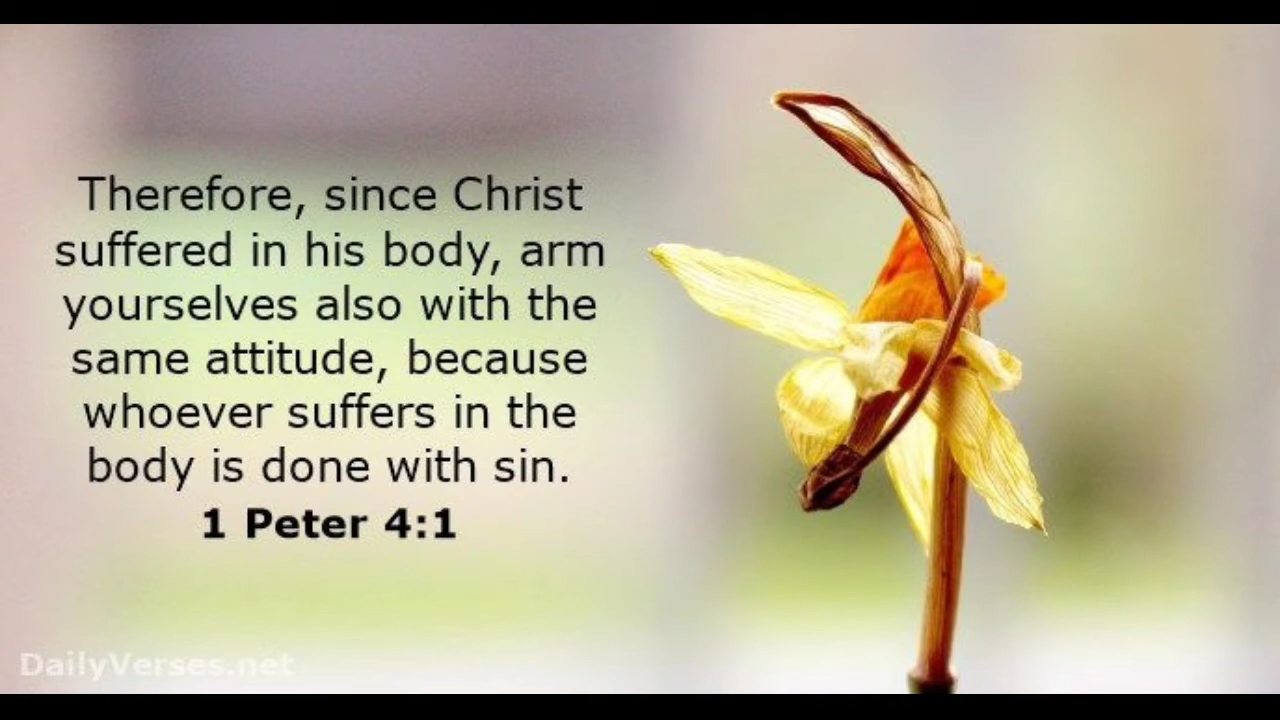 Therefore, since Christ
suffered in his body, arm
yourselves also with the
same attitude, because
whoever suffers in the
body is done with sin.
1 Peter 4:1
DailyVerses.net